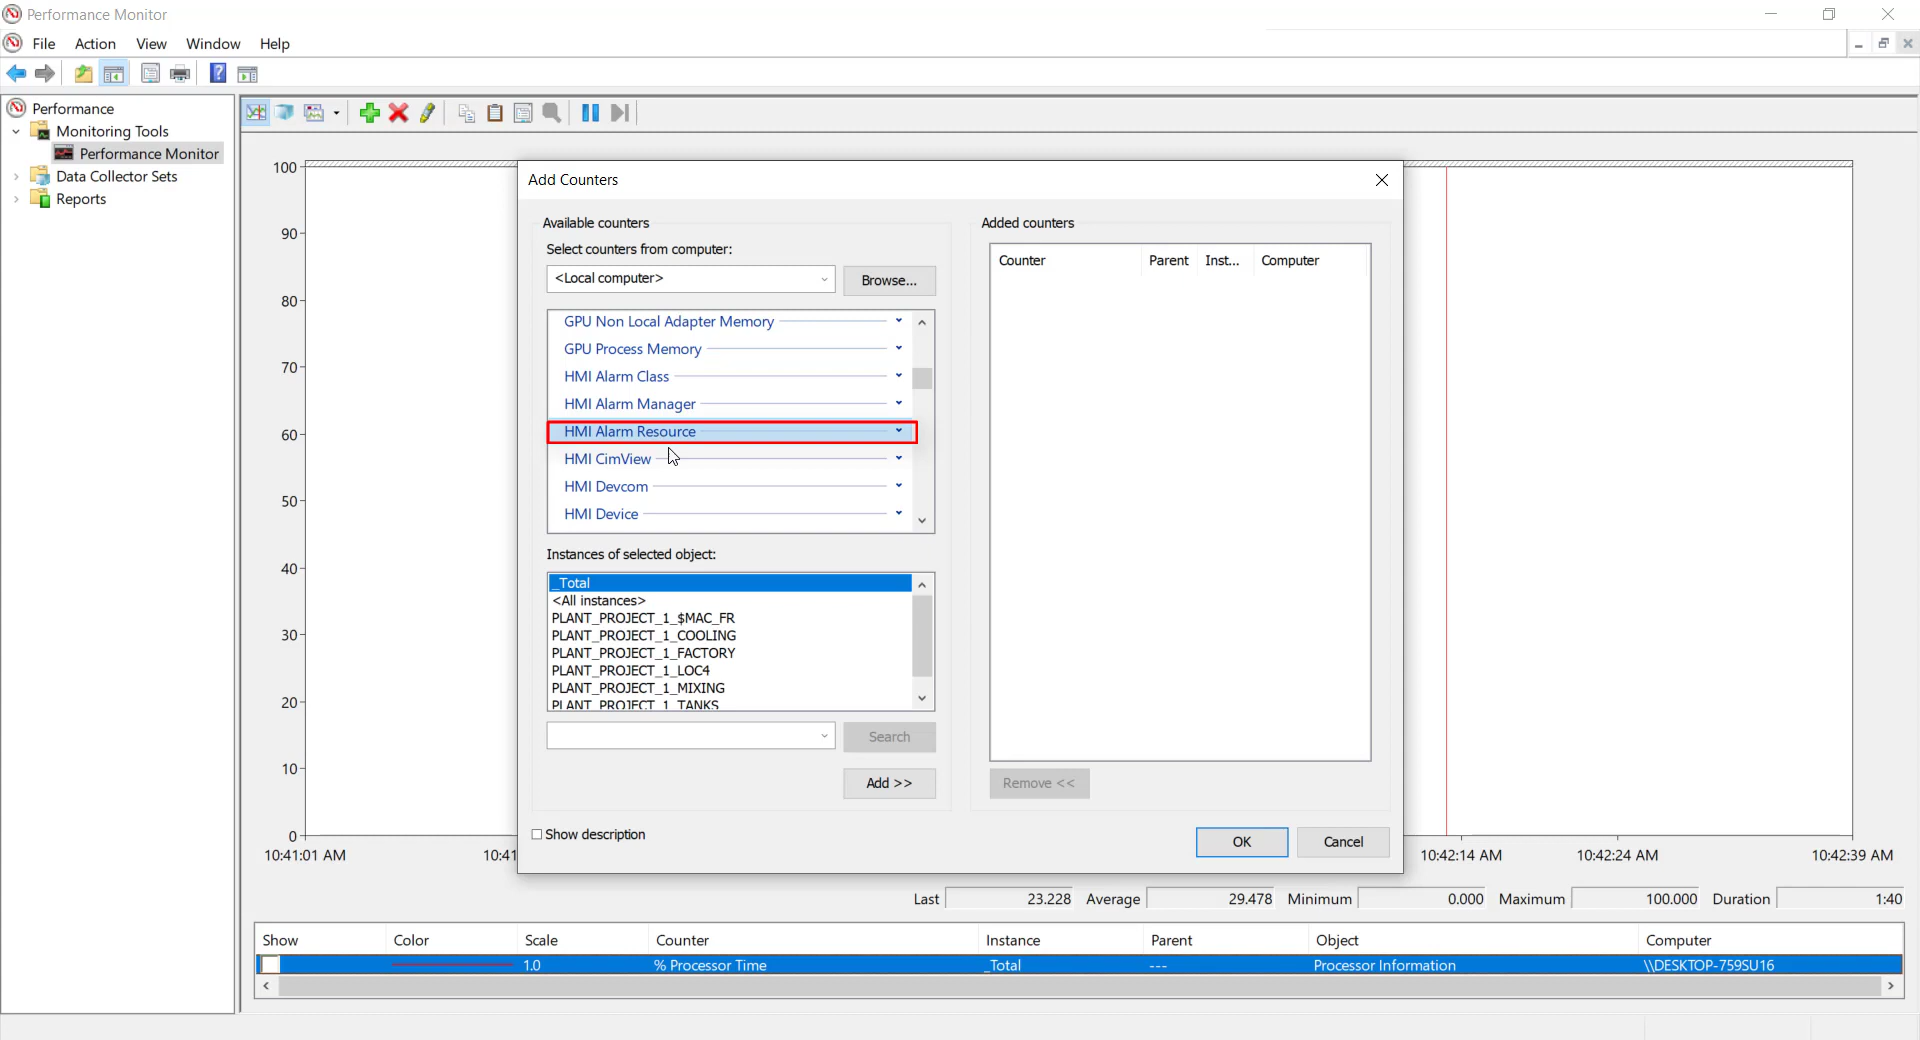 Performance Monitor
File Action View Window Help
Performance
Monitoring Tools
Performance Monitor
Data Collector Sets
Reports
100
90
80
70
60
50
40
30
20
10
0
10:41:01 AM
10:41
10:42:14 AM
10:42:24 AM
10:42:39 AM
Add Counters
Available counters
Select counters from computer:
<Local computer>
Browse...
GPU Non Local Adapter Memory
GPU Process Memory
HMI Alarm Class
HMI Alarm Manager
HMI Alarm Resource
HMI CimView
HMI Devcom
HMI Device
Instances of selected object:
_Total
<All instances>
PLANT_PROJECT_1_$MAC_FR
PLANT_PROJECT_1_COOLING
PLANT_PROJECT_1_FACTORY
PLANT_PROJECT_1_LOC4
PLANT_PROJECT_1_MIXING
PLANT_PROJECT_1_TANKS
Search
Add >>
Show description
Added counters
Counter Parent Inst... Computer
Remove <<
OK
Cancel
Last 23.228 Average 29.478 Minimum 0.000 Maximum 100.000 Duration 1:40
Show Color Scale Counter Instance Parent Object Computer
1.0 % Processor Time _Total --- Processor Information \\DESKTOP-759SU16